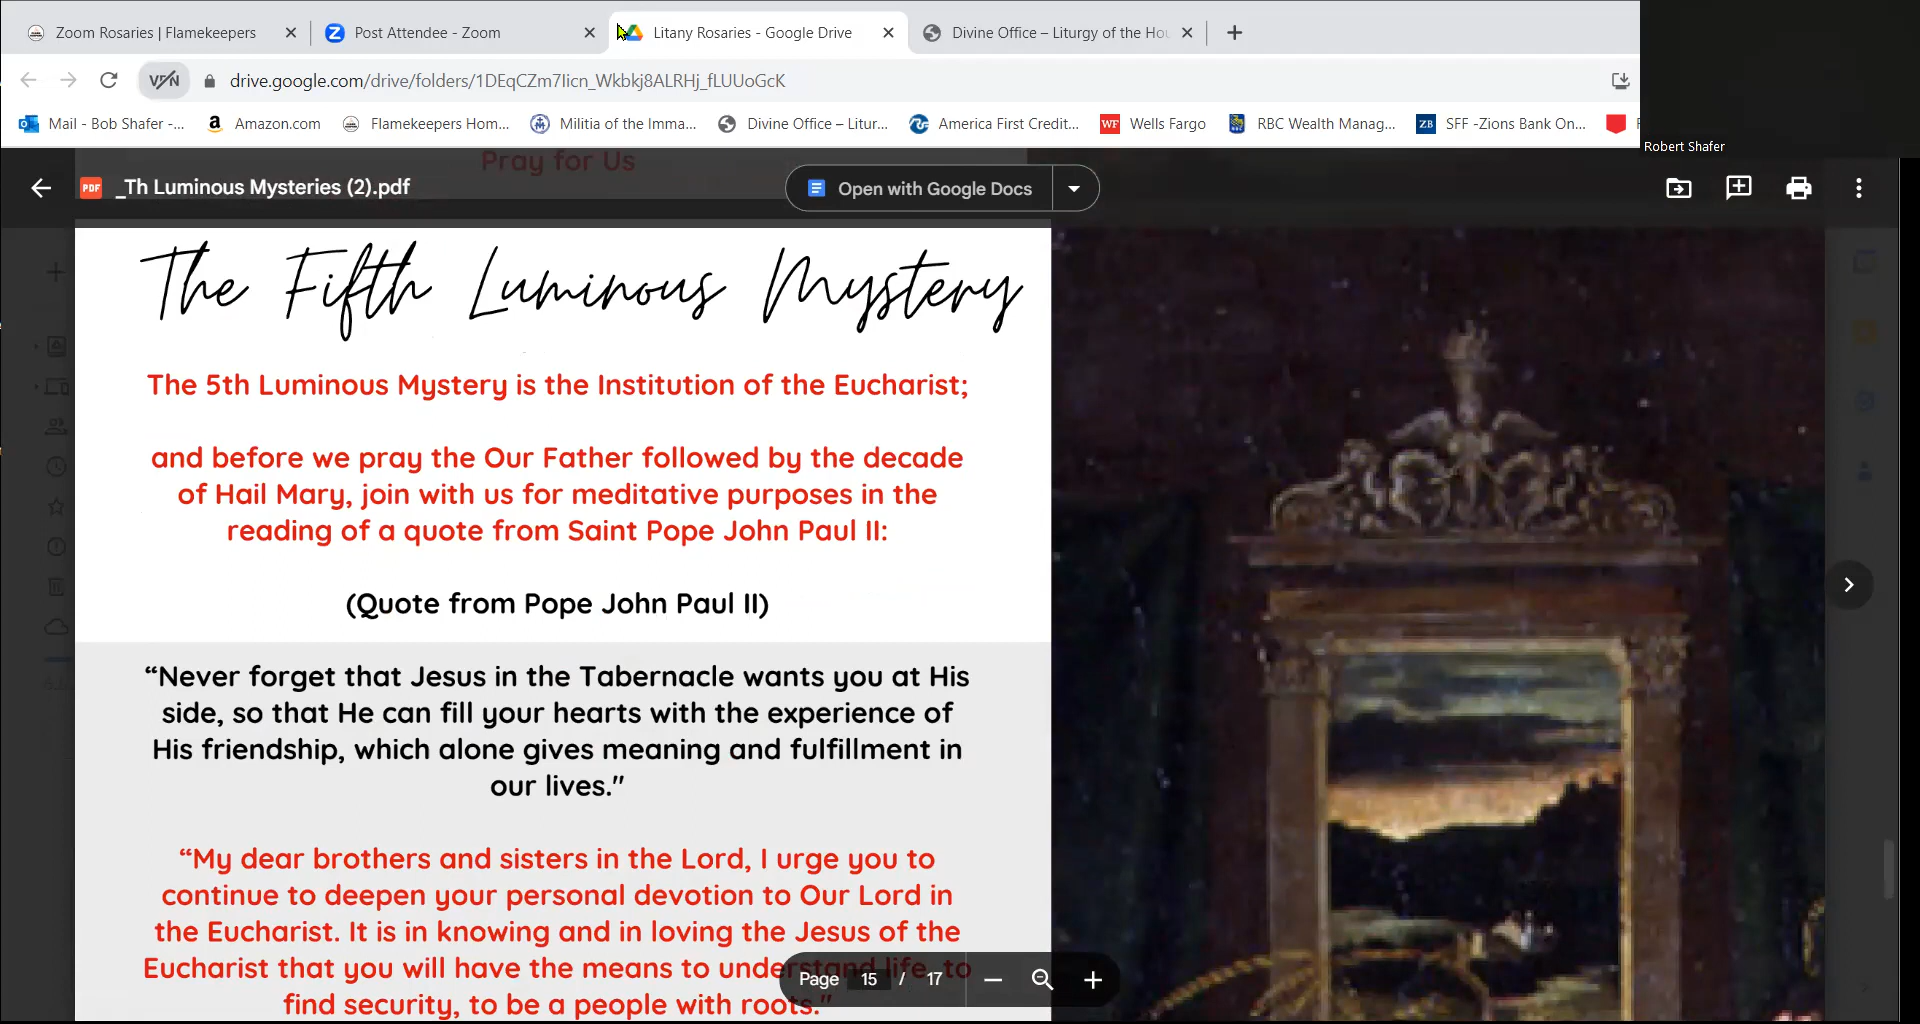 Zoom Rosaries | Flamekeepers
Post Attendee - Zoom
Litany Rosaries - Google Drive
Divine Office – Liturgy of the Hou
VPN
drive.google.com/drive/folders/1DEqCZm7Iicn_Wkbkj8ALRHj_fLUUoGcK
Mail - Bob Shafer -...
Amazon.com
Flamekeepers Hom...
Militia of the Imma...
Divine Office – Litur...
America First Credit...
WF Wells Fargo
RBC Wealth Manag...
ZB SFF -Zions Bank On...
Robert Shafer
Pray for Us
PDF _Th Luminous Mysteries (2).pdf
Open with Google Docs
The Fifth Luminous Mystery
The 5th Luminous Mystery is the Institution of the Eucharist;
and before we pray the Our Father followed by the decade
of Hail Mary, join with us for meditative purposes in the
reading of a quote from Saint Pope John Paul II:
(Quote from Pope John Paul II)
“Never forget that Jesus in the Tabernacle wants you at His
side, so that He can fill your hearts with the experience of
His friendship, which alone gives meaning and fulfillment in
our lives."
“My dear brothers and sisters in the Lord, I urge you to
continue to deepen your personal devotion to Our Lord in
the Eucharist. It is in knowing and in loving the Jesus of the
Eucharist that you will have the means to understand life, to
find security, to be a people with roots."
Page 15 / 17